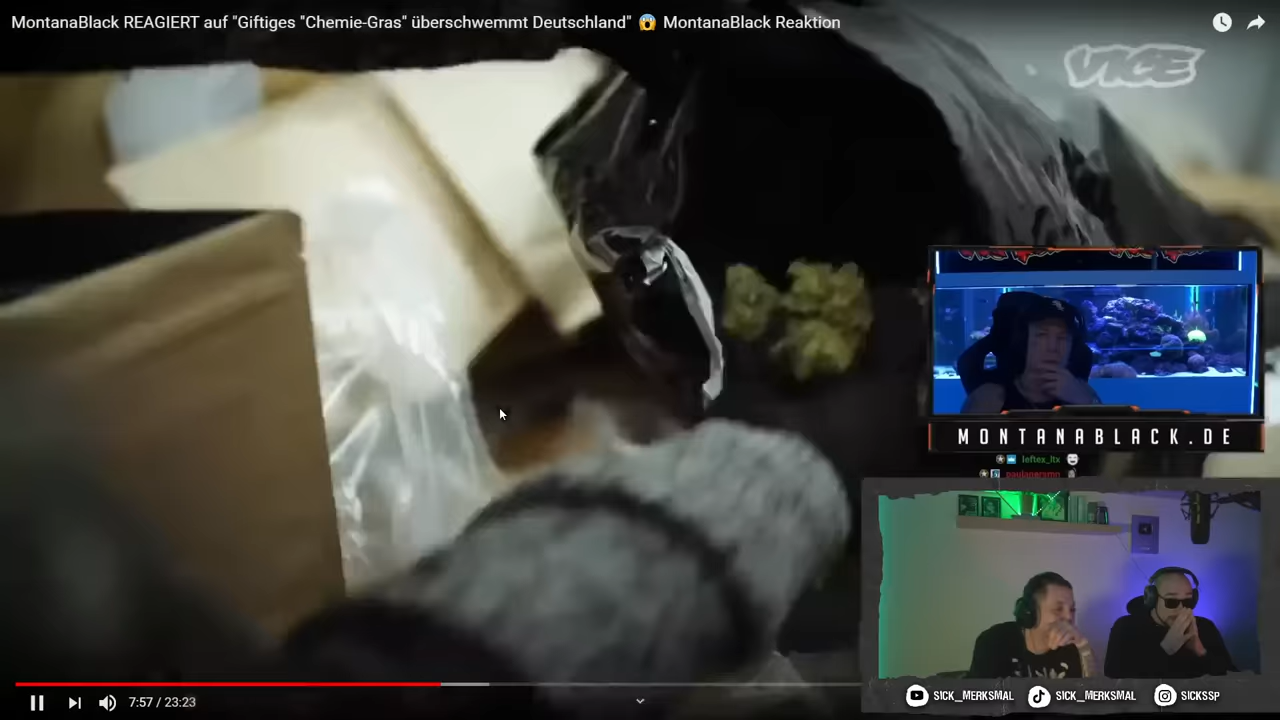 MontanaBlack REAGIERT auf "Giftiges "Chemie-Gras" überschwemmt Deutschland" 😱 MontanaBlack Reaktion
VICE
MONTANABLACK.DE
leftex_ltx
7:57 / 23:23
SICK_MERKSMAL SICK_MERKSMAL SICKSSP